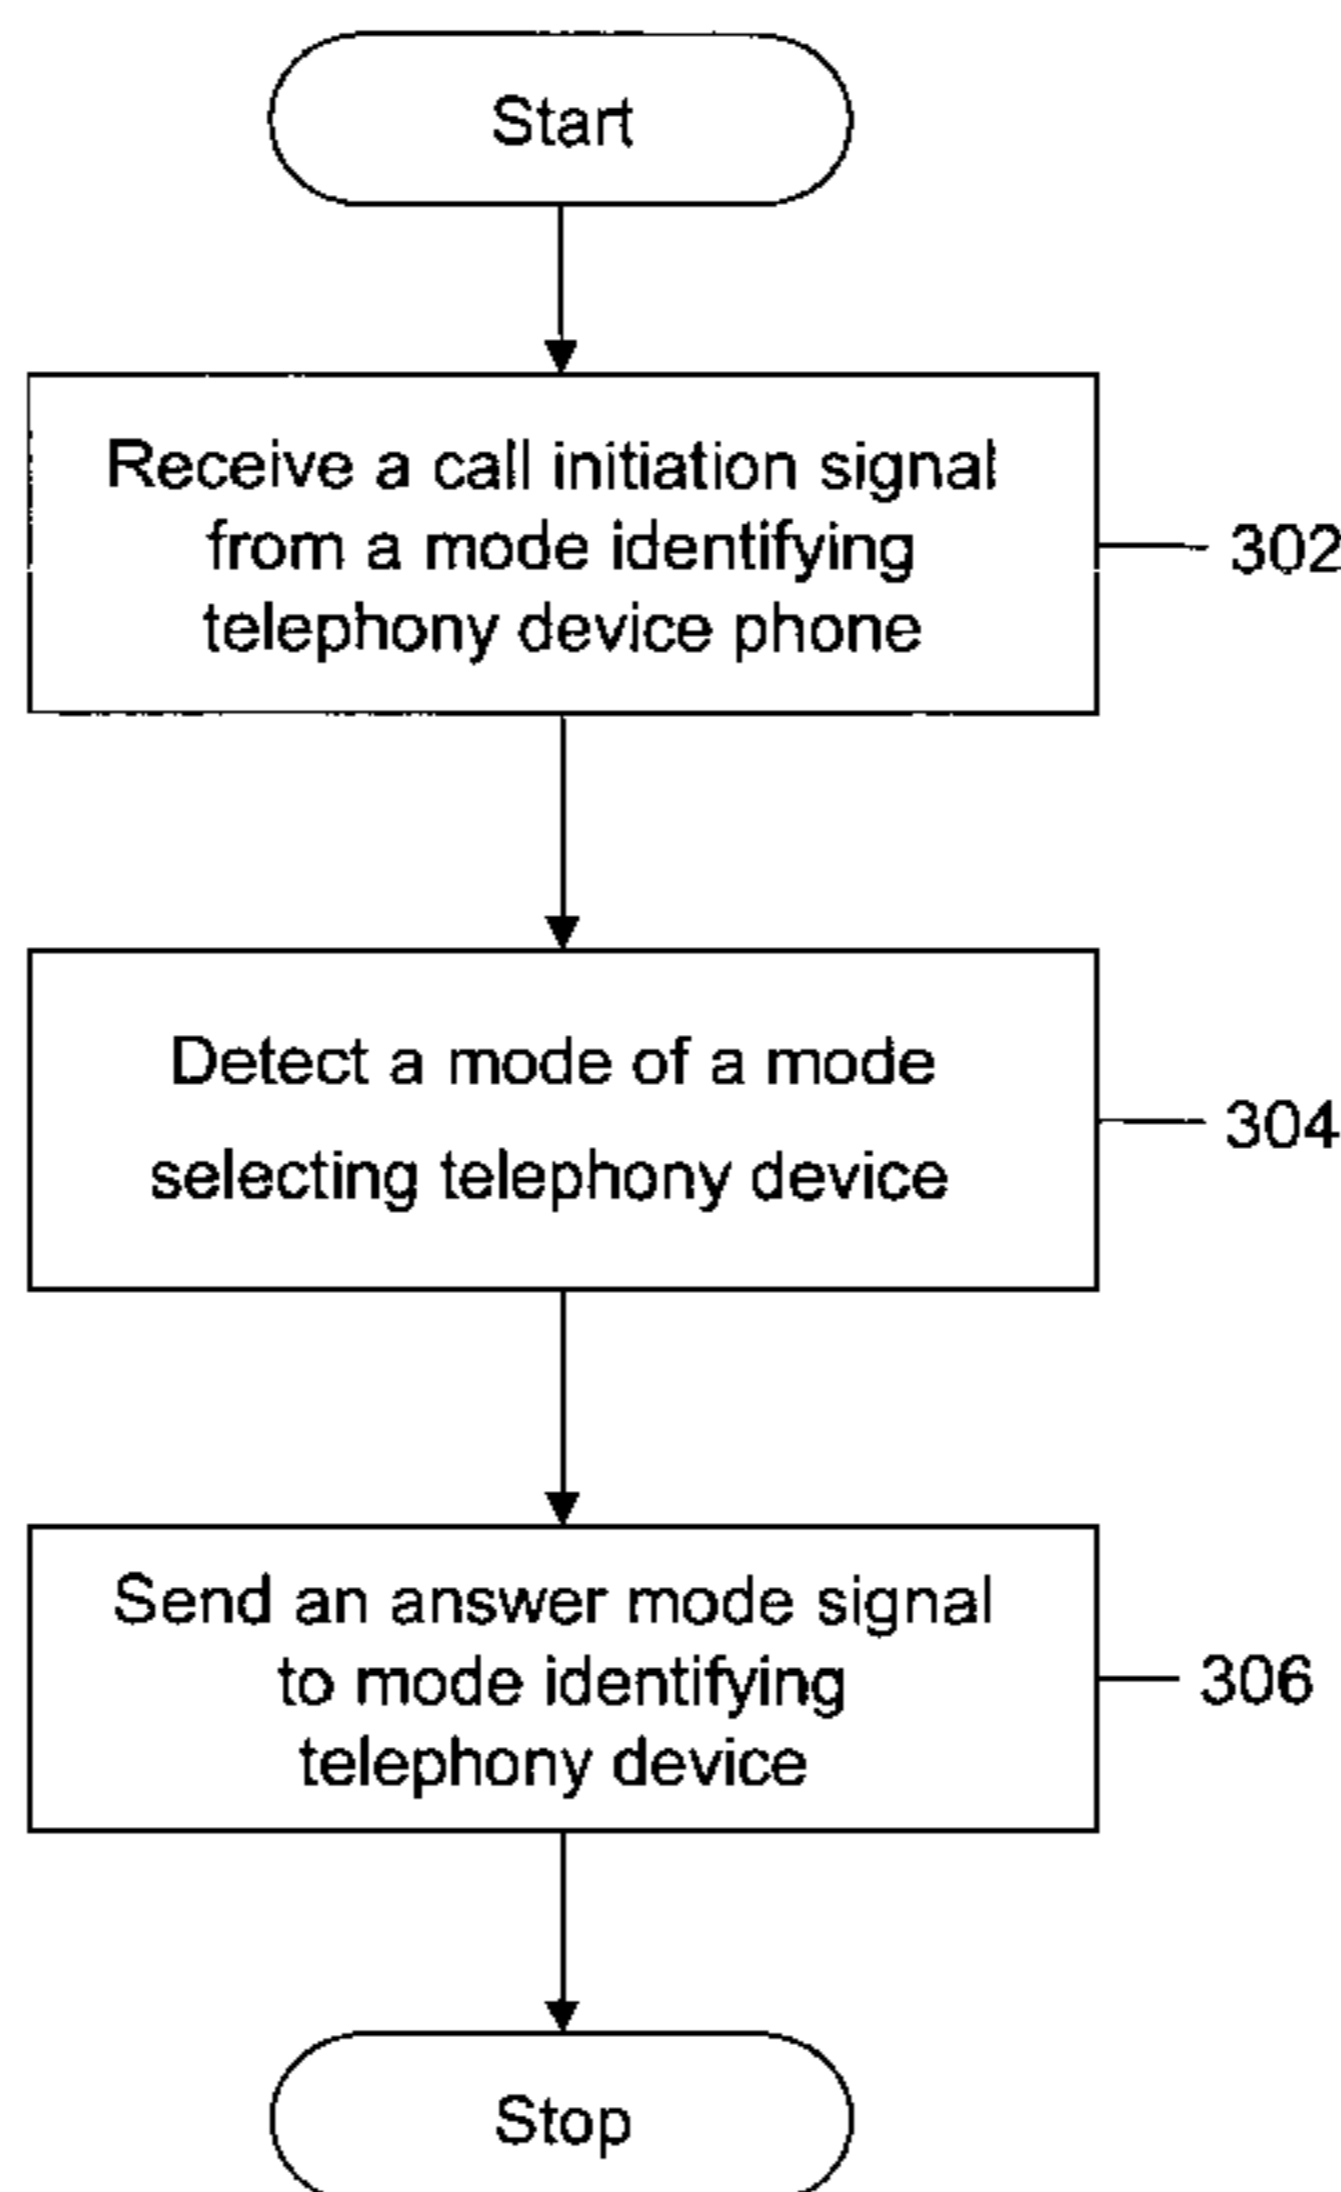 Start
Receive a call initiation signal
from a mode identifying
telephony device phone
302
Detect a mode of a mode
selecting telephony device
304
Send an answer mode signal
to mode identifying
telephony device
306
Stop